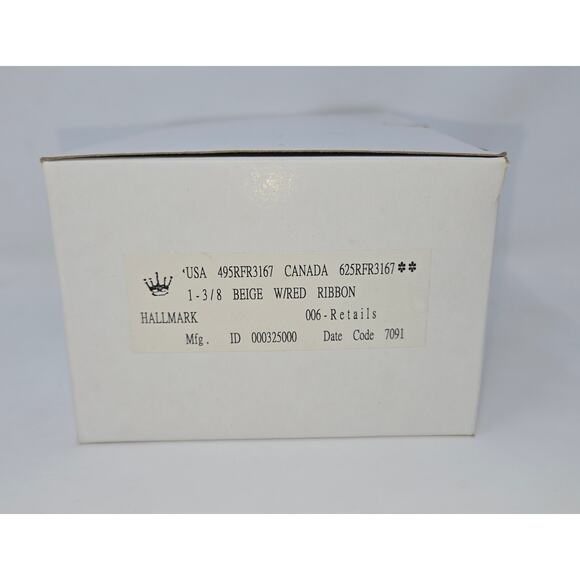 USA 495RFR3167 CANADA 625RFR3167**
1-3/8 BEIGE W/RED RIBBON
HALLMARK 006-Retails
Mfg. ID 000325000 Date Code 7091